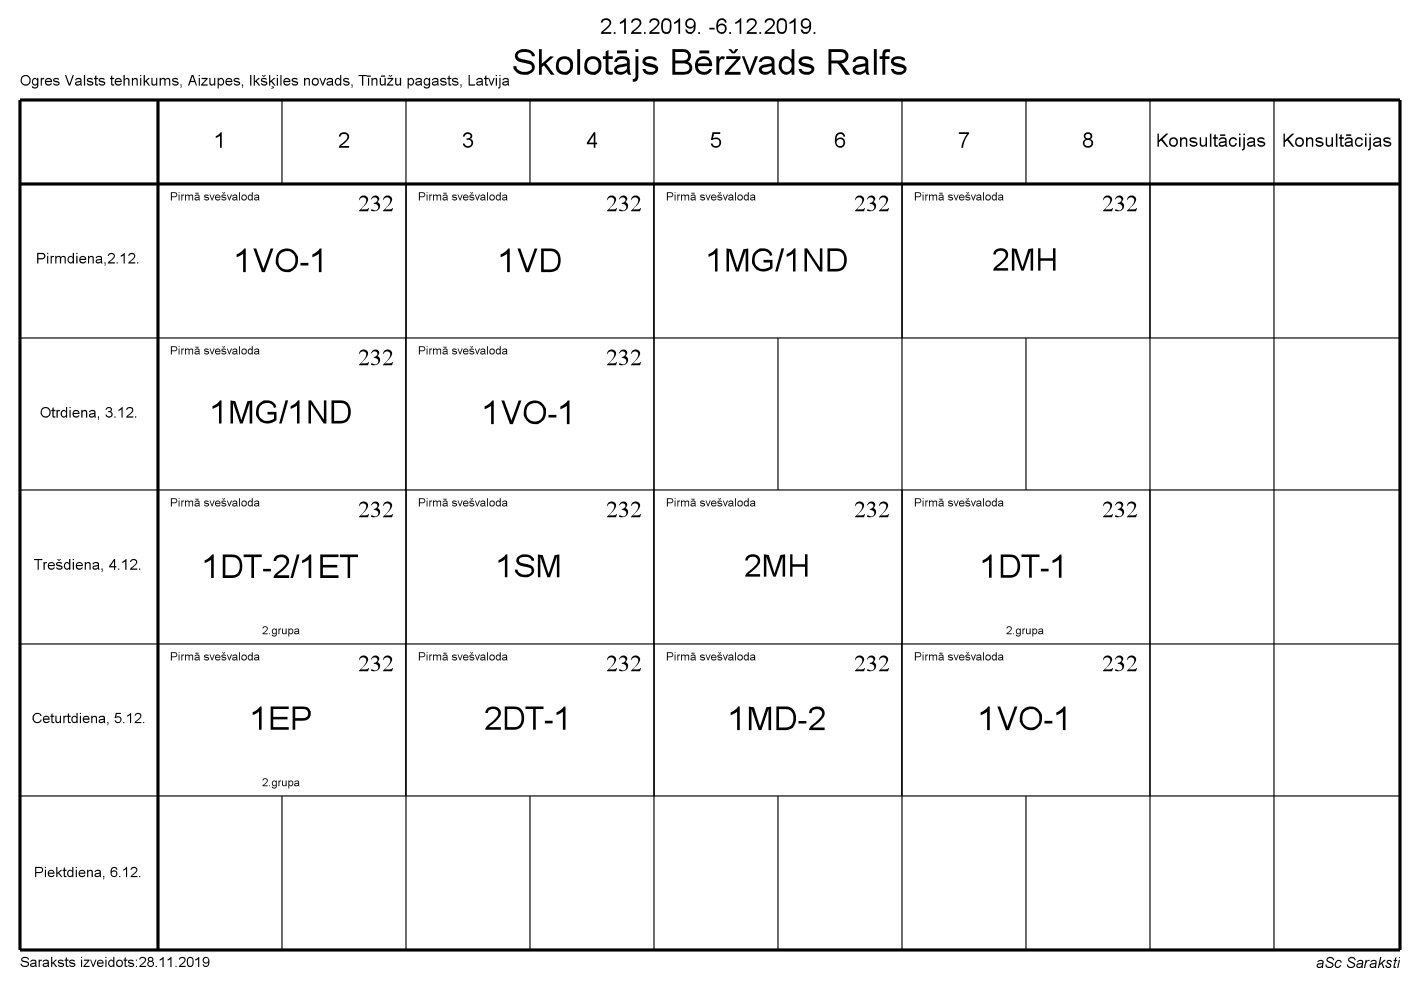 2.12.2019. -6.12.2019.
Skolotājs Bēržvads Ralfs
Ogres Valsts tehnikums, Aizupes, Ikšķiles novads, Tīnūžu pagasts, Latvija
1 2 3 4 5 6 7 8 Konsultācijas Konsultācijas
Pirmā svešvaloda 232 Pirmā svešvaloda 232 Pirmā svešvaloda 232 Pirmā svešvaloda 232
Pirmdiena,2.12. 1VO-1 1VD 1MG/1ND 2MH
Pirmā svešvaloda 232 Pirmā svešvaloda 232
Otrdiena, 3.12. 1MG/1ND 1VO-1
Pirmā svešvaloda 232 Pirmā svešvaloda 232 Pirmā svešvaloda 232 Pirmā svešvaloda 232
Trešdiena, 4.12. 1DT-2/1ET 1SM 2MH 1DT-1
2.grupa 2.grupa
Pirmā svešvaloda 232 Pirmā svešvaloda 232 Pirmā svešvaloda 232 Pirmā svešvaloda 232
Ceturtdiena, 5.12. 1EP 2DT-1 1MD-2 1VO-1
2.grupa
Piektdiena, 6.12.
Saraksts izveidots:28.11.2019 aSc Saraksti